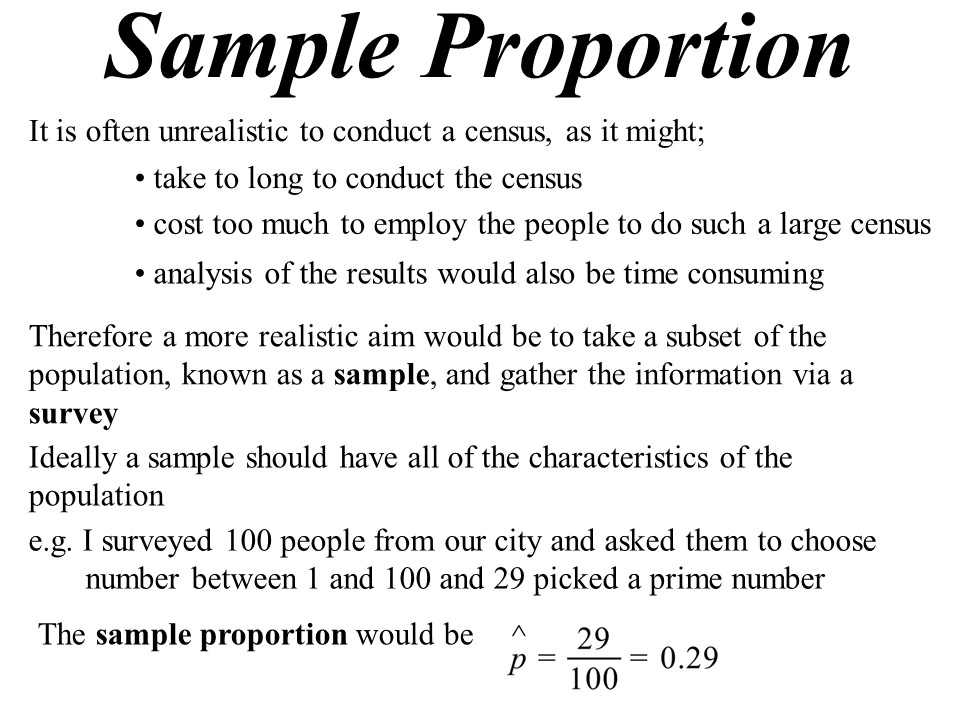 Sample Proportion
It is often unrealistic to conduct a census, as it might;
• take to long to conduct the census
• cost too much to employ the people to do such a large census
• analysis of the results would also be time consuming
Therefore a more realistic aim would be to take a subset of the
population, known as a sample, and gather the information via a
survey
Ideally a sample should have all of the characteristics of the
population
e.g. I surveyed 100 people from our city and asked them to choose
number between 1 and 100 and 29 picked a prime number
The sample proportion would be p̂ = 29/100 = 0.29